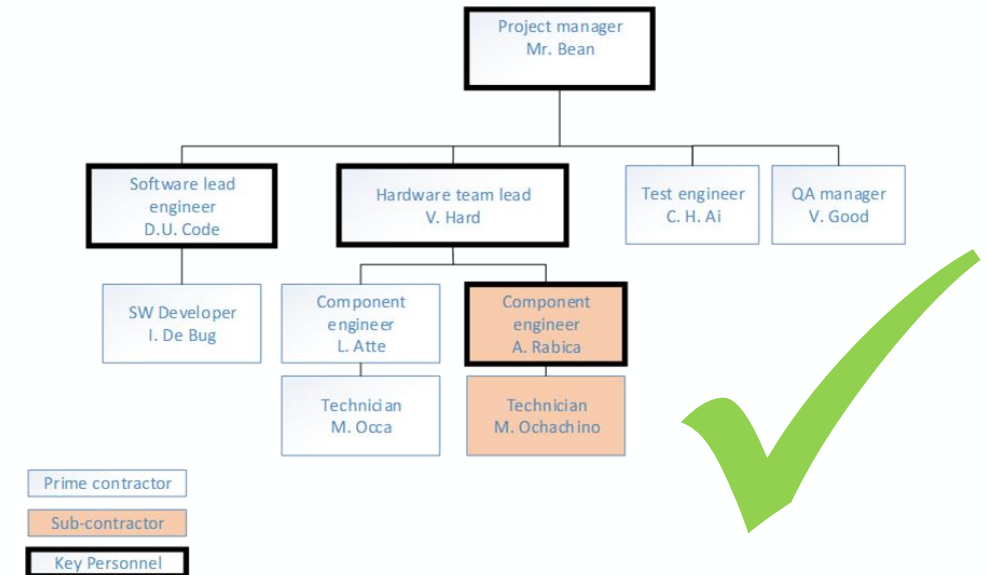 Project manager
Mr. Bean
Software lead
engineer
D.U. Code
Hardware team lead
V. Hard
Test engineer
C. H. Ai
QA manager
V. Good
SW Developer
I. De Bug
Component
engineer
L. Atte
Component
engineer
A. Rabica
Technician
M. Occa
Technician
M. Ochachino
Prime contractor
Sub-contractor
Key Personnel